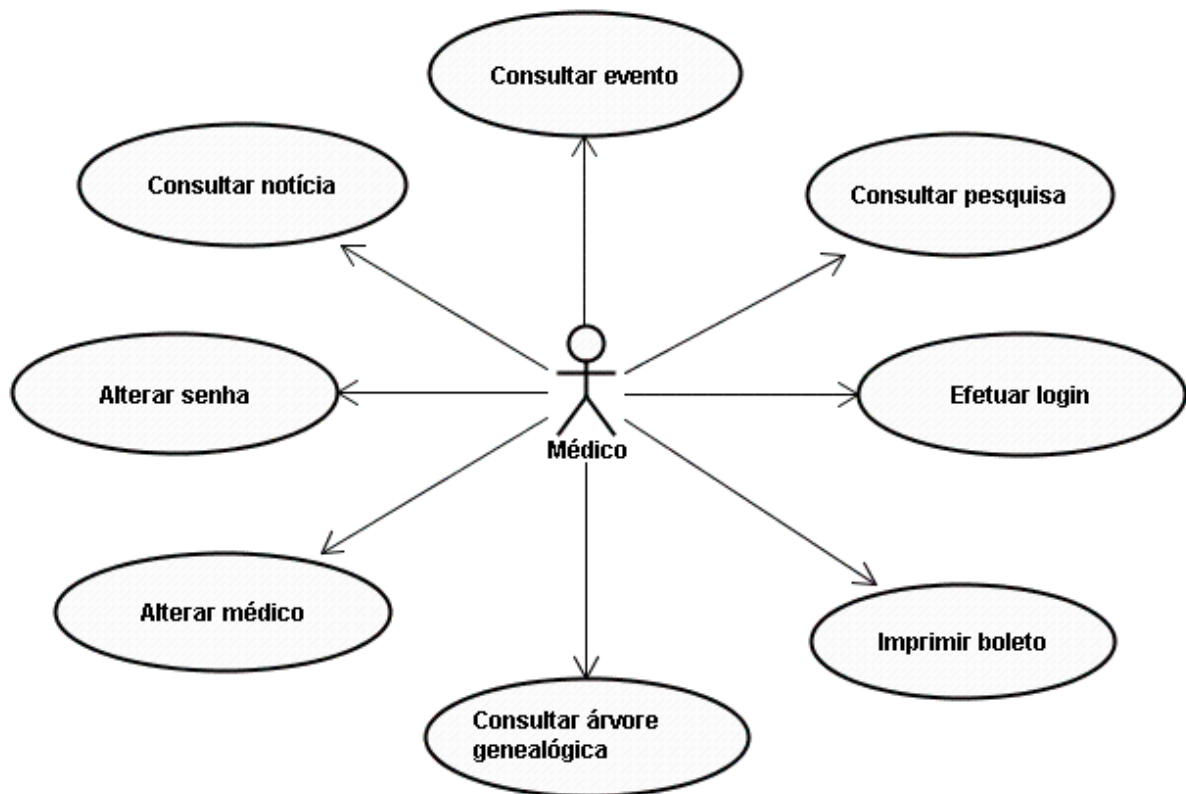 Consultar evento
Consultar notícia
Consultar pesquisa
Alterar senha
Efetuar login
Médico
Alterar médico
Imprimir boleto
Consultar árvore
genealógica